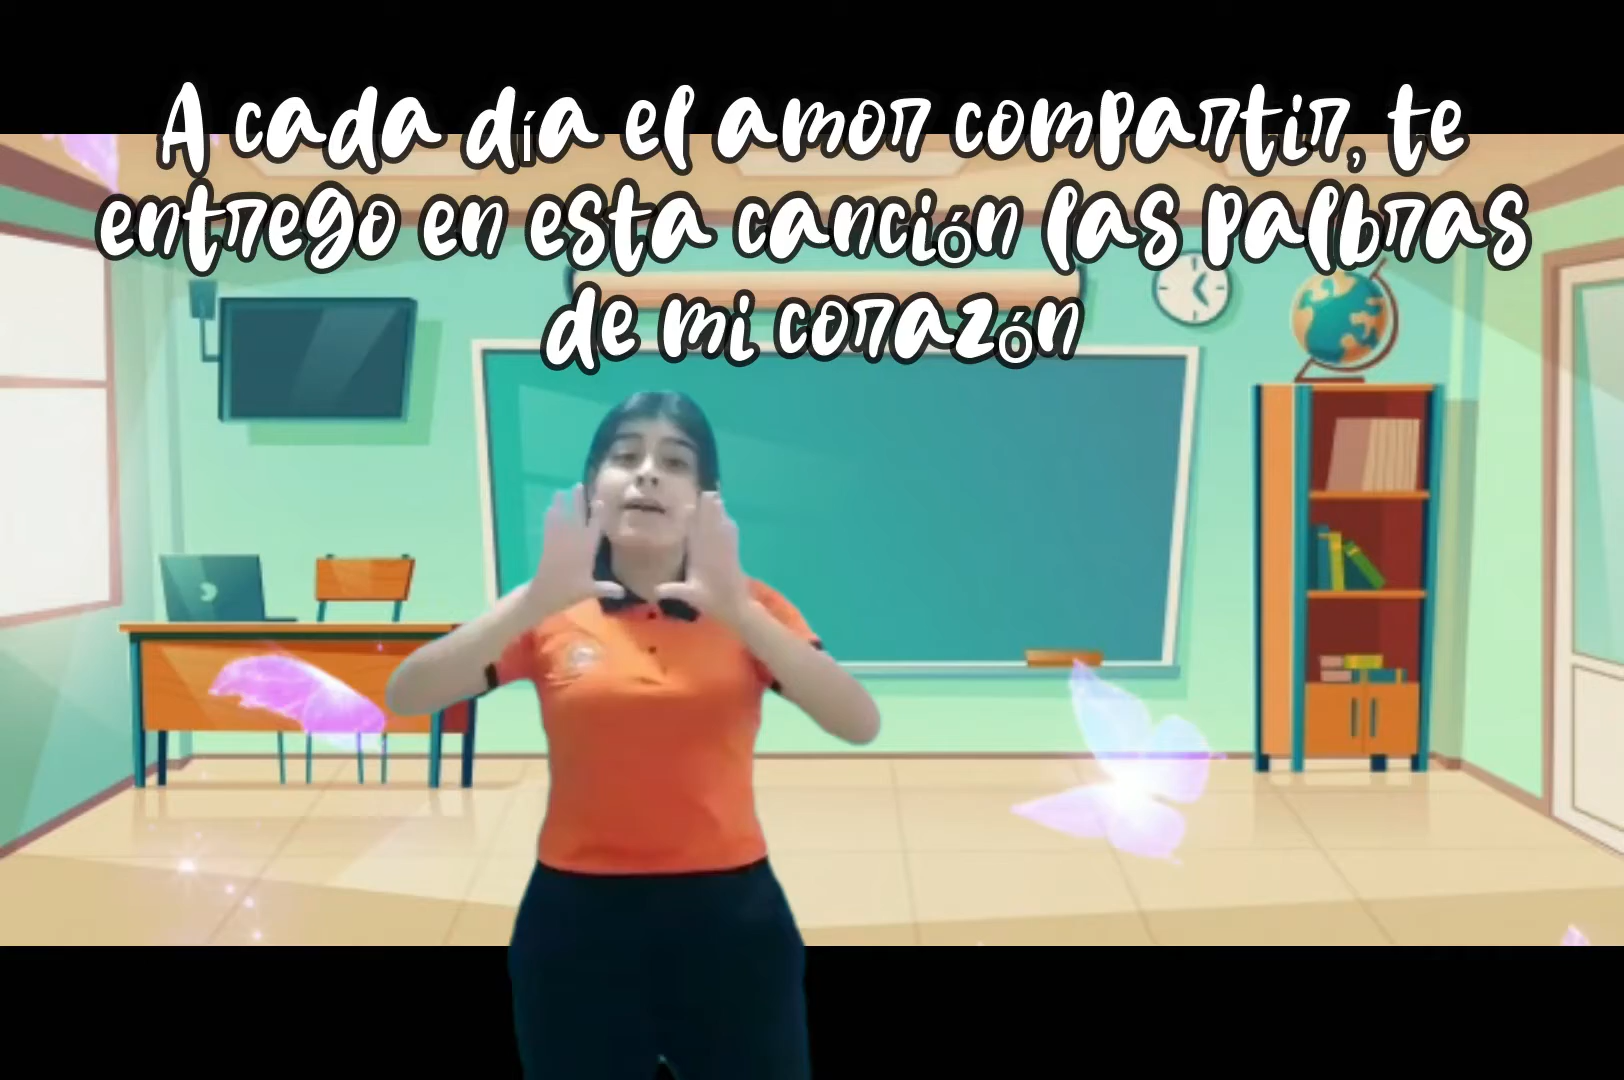 A cada día el amor compartir, te
entrego en esta canción las palbras
de mi corazón